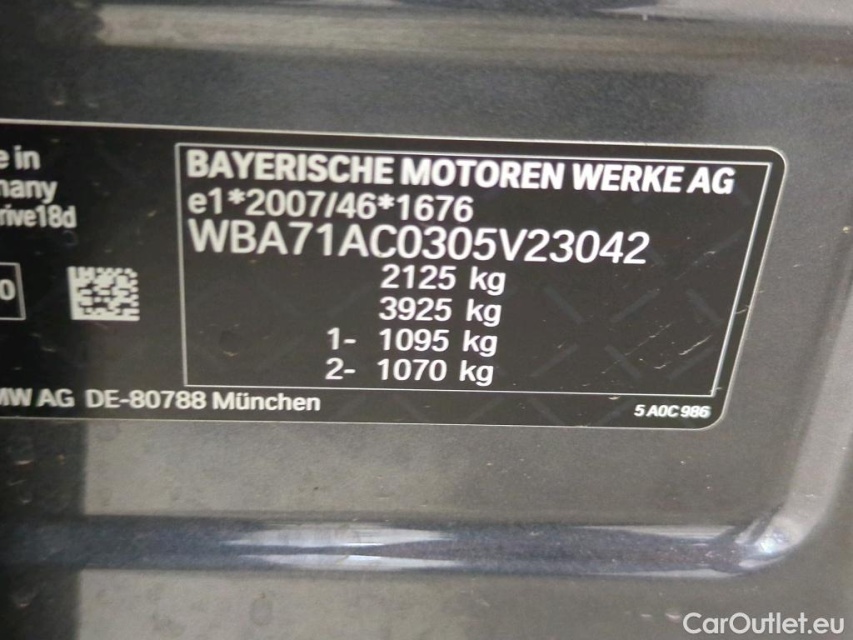 e in
many
rive18d
0
BAYERISCHE MOTOREN WERKE AG
e1*2007/46*1676
WBA71AC0305V23042
2125 kg
3925 kg
1- 1095 kg
2- 1070 kg
MW AG DE-80788 München
5 A0C 986
CarOutlet.eu